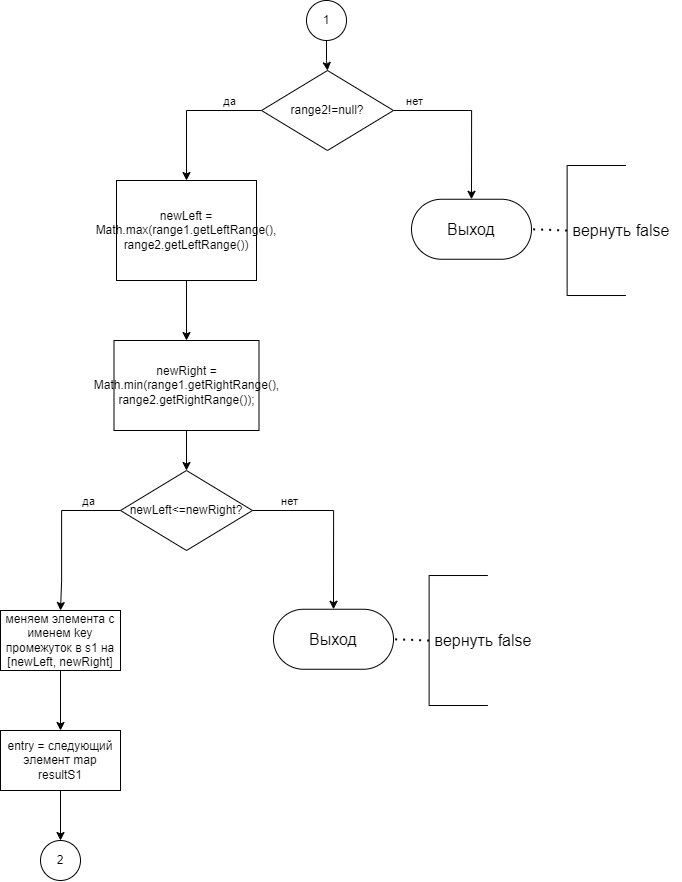 1
range2!=null?
да
нет
newLeft =
Math.max(range1.getLeftRange(),
range2.getLeftRange())
Выход
вернуть false
newRight =
Math.min(range1.getRightRange(),
range2.getRightRange());
newLeft<=newRight?
да
нет
меняем элемента с
именем key
промежуток в s1 на
[newLeft, newRight]
Выход
вернуть false
entry = следующий
элемент map
resultS1
2